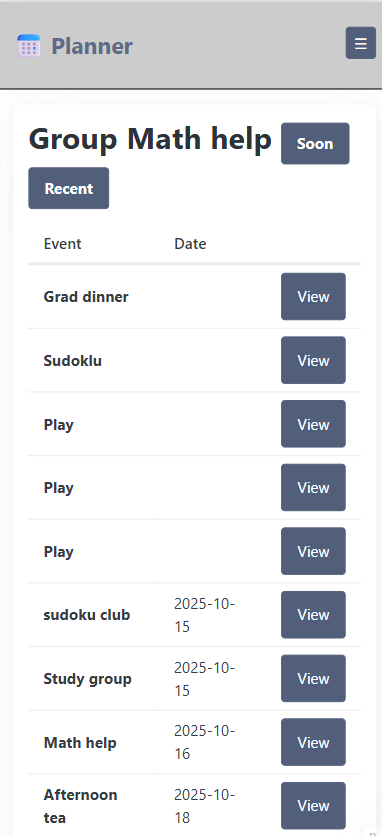 Planner
☰
Group Math help Soon
Recent
Event Date
Grad dinner View
Sudoklu View
Play View
Play View
Play View
sudoku club 2025-10-
15 View
Study group 2025-10-
15 View
Math help 2025-10-
16 View
Afternoon 2025-10-
tea 18 View